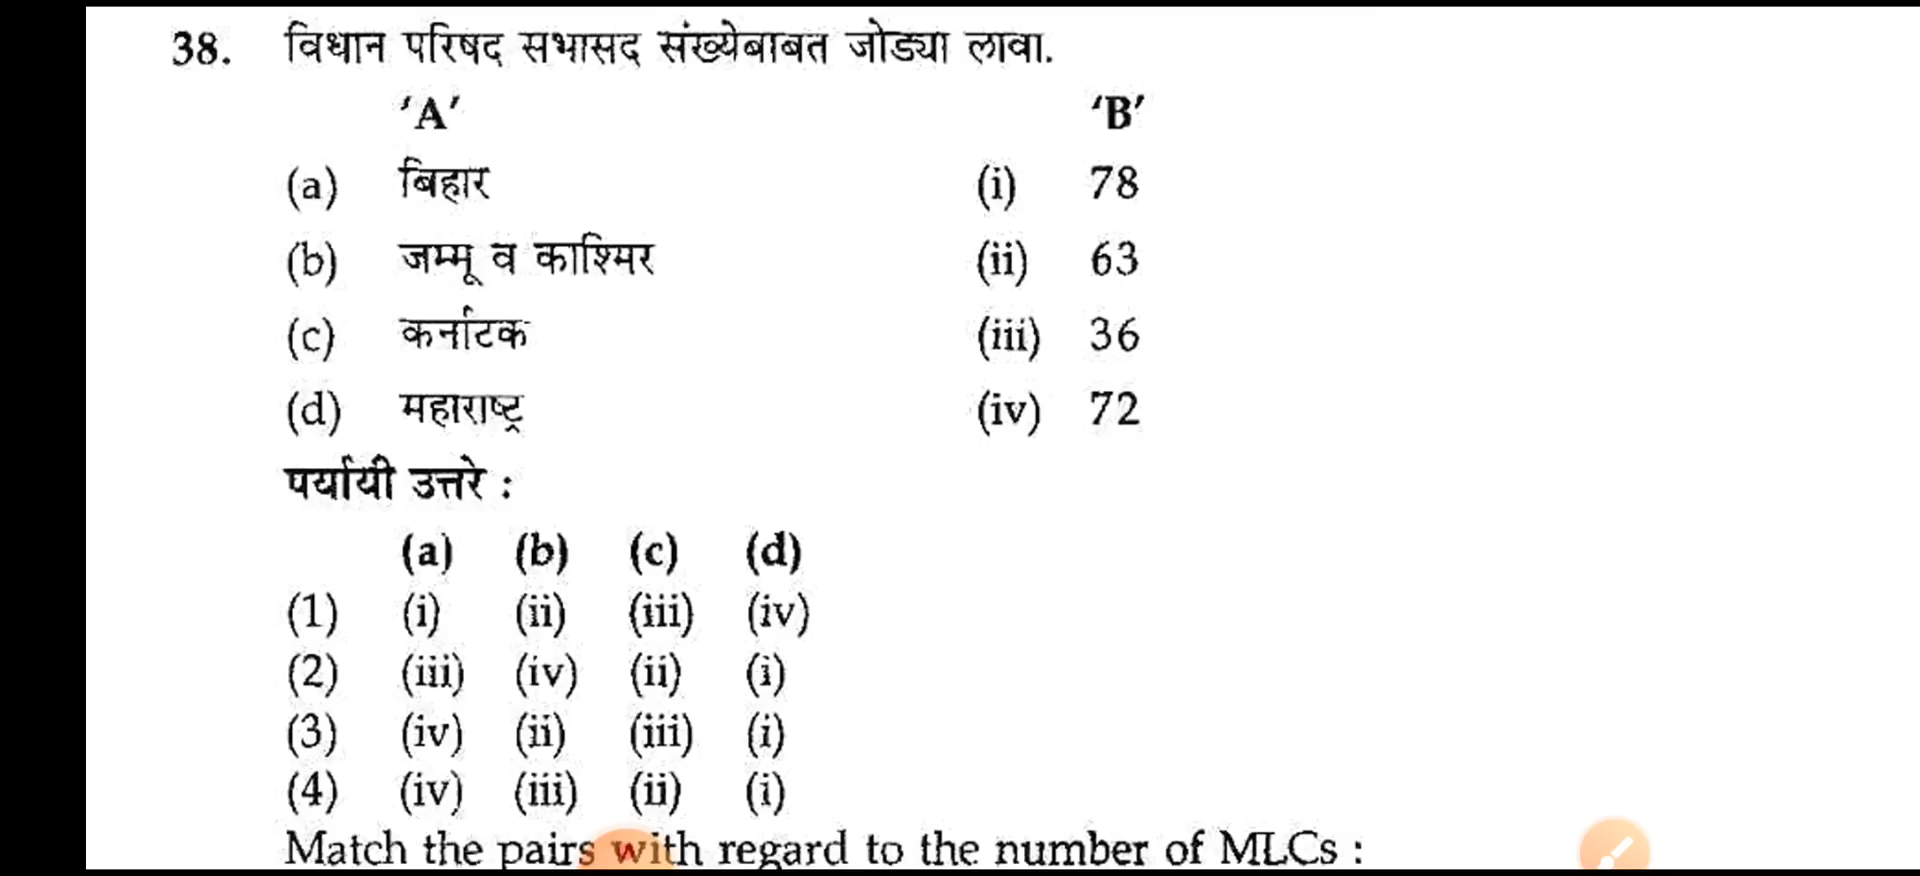 38. विधान परिषद सभासद संख्येबाबत जोड्या लावा.
'A' 'B'
(a) बिहार (i) 78
(b) जम्मू व काश्मिर (ii) 63
(c) कर्नाटक (iii) 36
(d) महाराष्ट्र (iv) 72
पर्यायी उत्तरे :
(a) (b) (c) (d)
(1) (i) (ii) (iii) (iv)
(2) (iii) (iv) (ii) (i)
(3) (iv) (ii) (iii) (i)
(4) (iv) (iii) (ii) (i)
Match the pairs with regard to the number of MLCs :